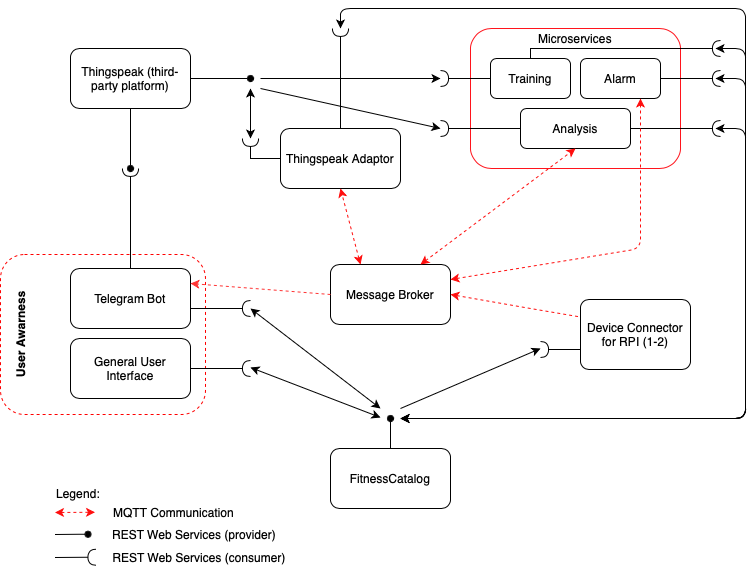 Microservices
Thingspeak (third-
party platform)
Training
Alarm
Analysis
Thingspeak Adaptor
User Awarness
Telegram Bot
Message Broker
Device Connector
for RPI (1-2)
General User
Interface
FitnessCatalog
Legend:
MQTT Communication
REST Web Services (provider)
REST Web Services (consumer)